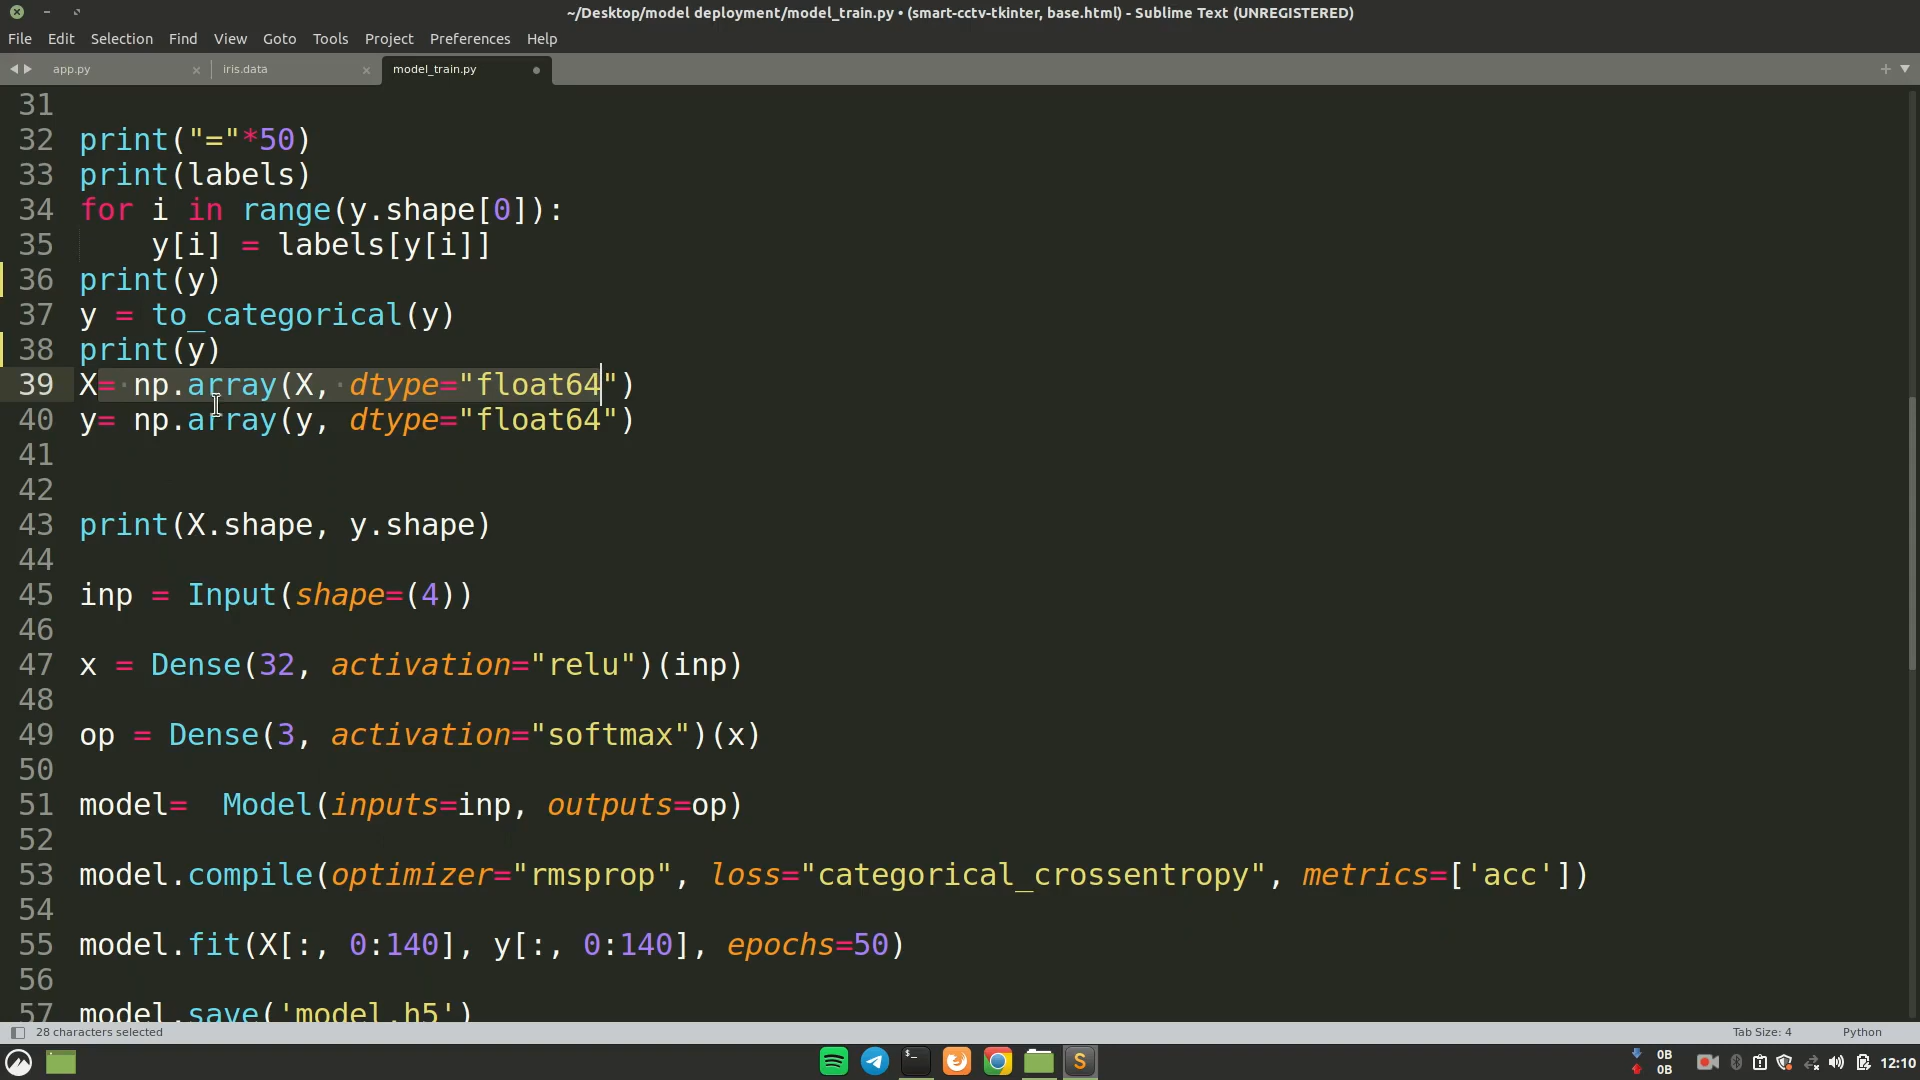 ~/Desktop/model deployment/model_train.py • (smart-cctv-tkinter, base.html) - Sublime Text (UNREGISTERED)
File Edit Selection Find View Goto Tools Project Preferences Help
app.py iris.data model_train.py
31
32 print("="*50)
33 print(labels)
34 for i in range(y.shape[0]):
35 y[i] = labels[y[i]]
36 print(y)
37 y = to_categorical(y)
38 print(y)
39 X= np.array(X, dtype="float64")
40 y= np.array(y, dtype="float64")
41
42
43 print(X.shape, y.shape)
44
45 inp = Input(shape=(4))
46
47 x = Dense(32, activation="relu")(inp)
48
49 op = Dense(3, activation="softmax")(x)
50
51 model=  Model(inputs=inp, outputs=op)
52
53 model.compile(optimizer="rmsprop", loss="categorical_crossentropy", metrics=['acc'])
54
55 model.fit(X[:, 0:140], y[:, 0:140], epochs=50)
56
57 model.save('model.h5')
28 characters selected Tab Size: 4 Python
0B
0B
12:10